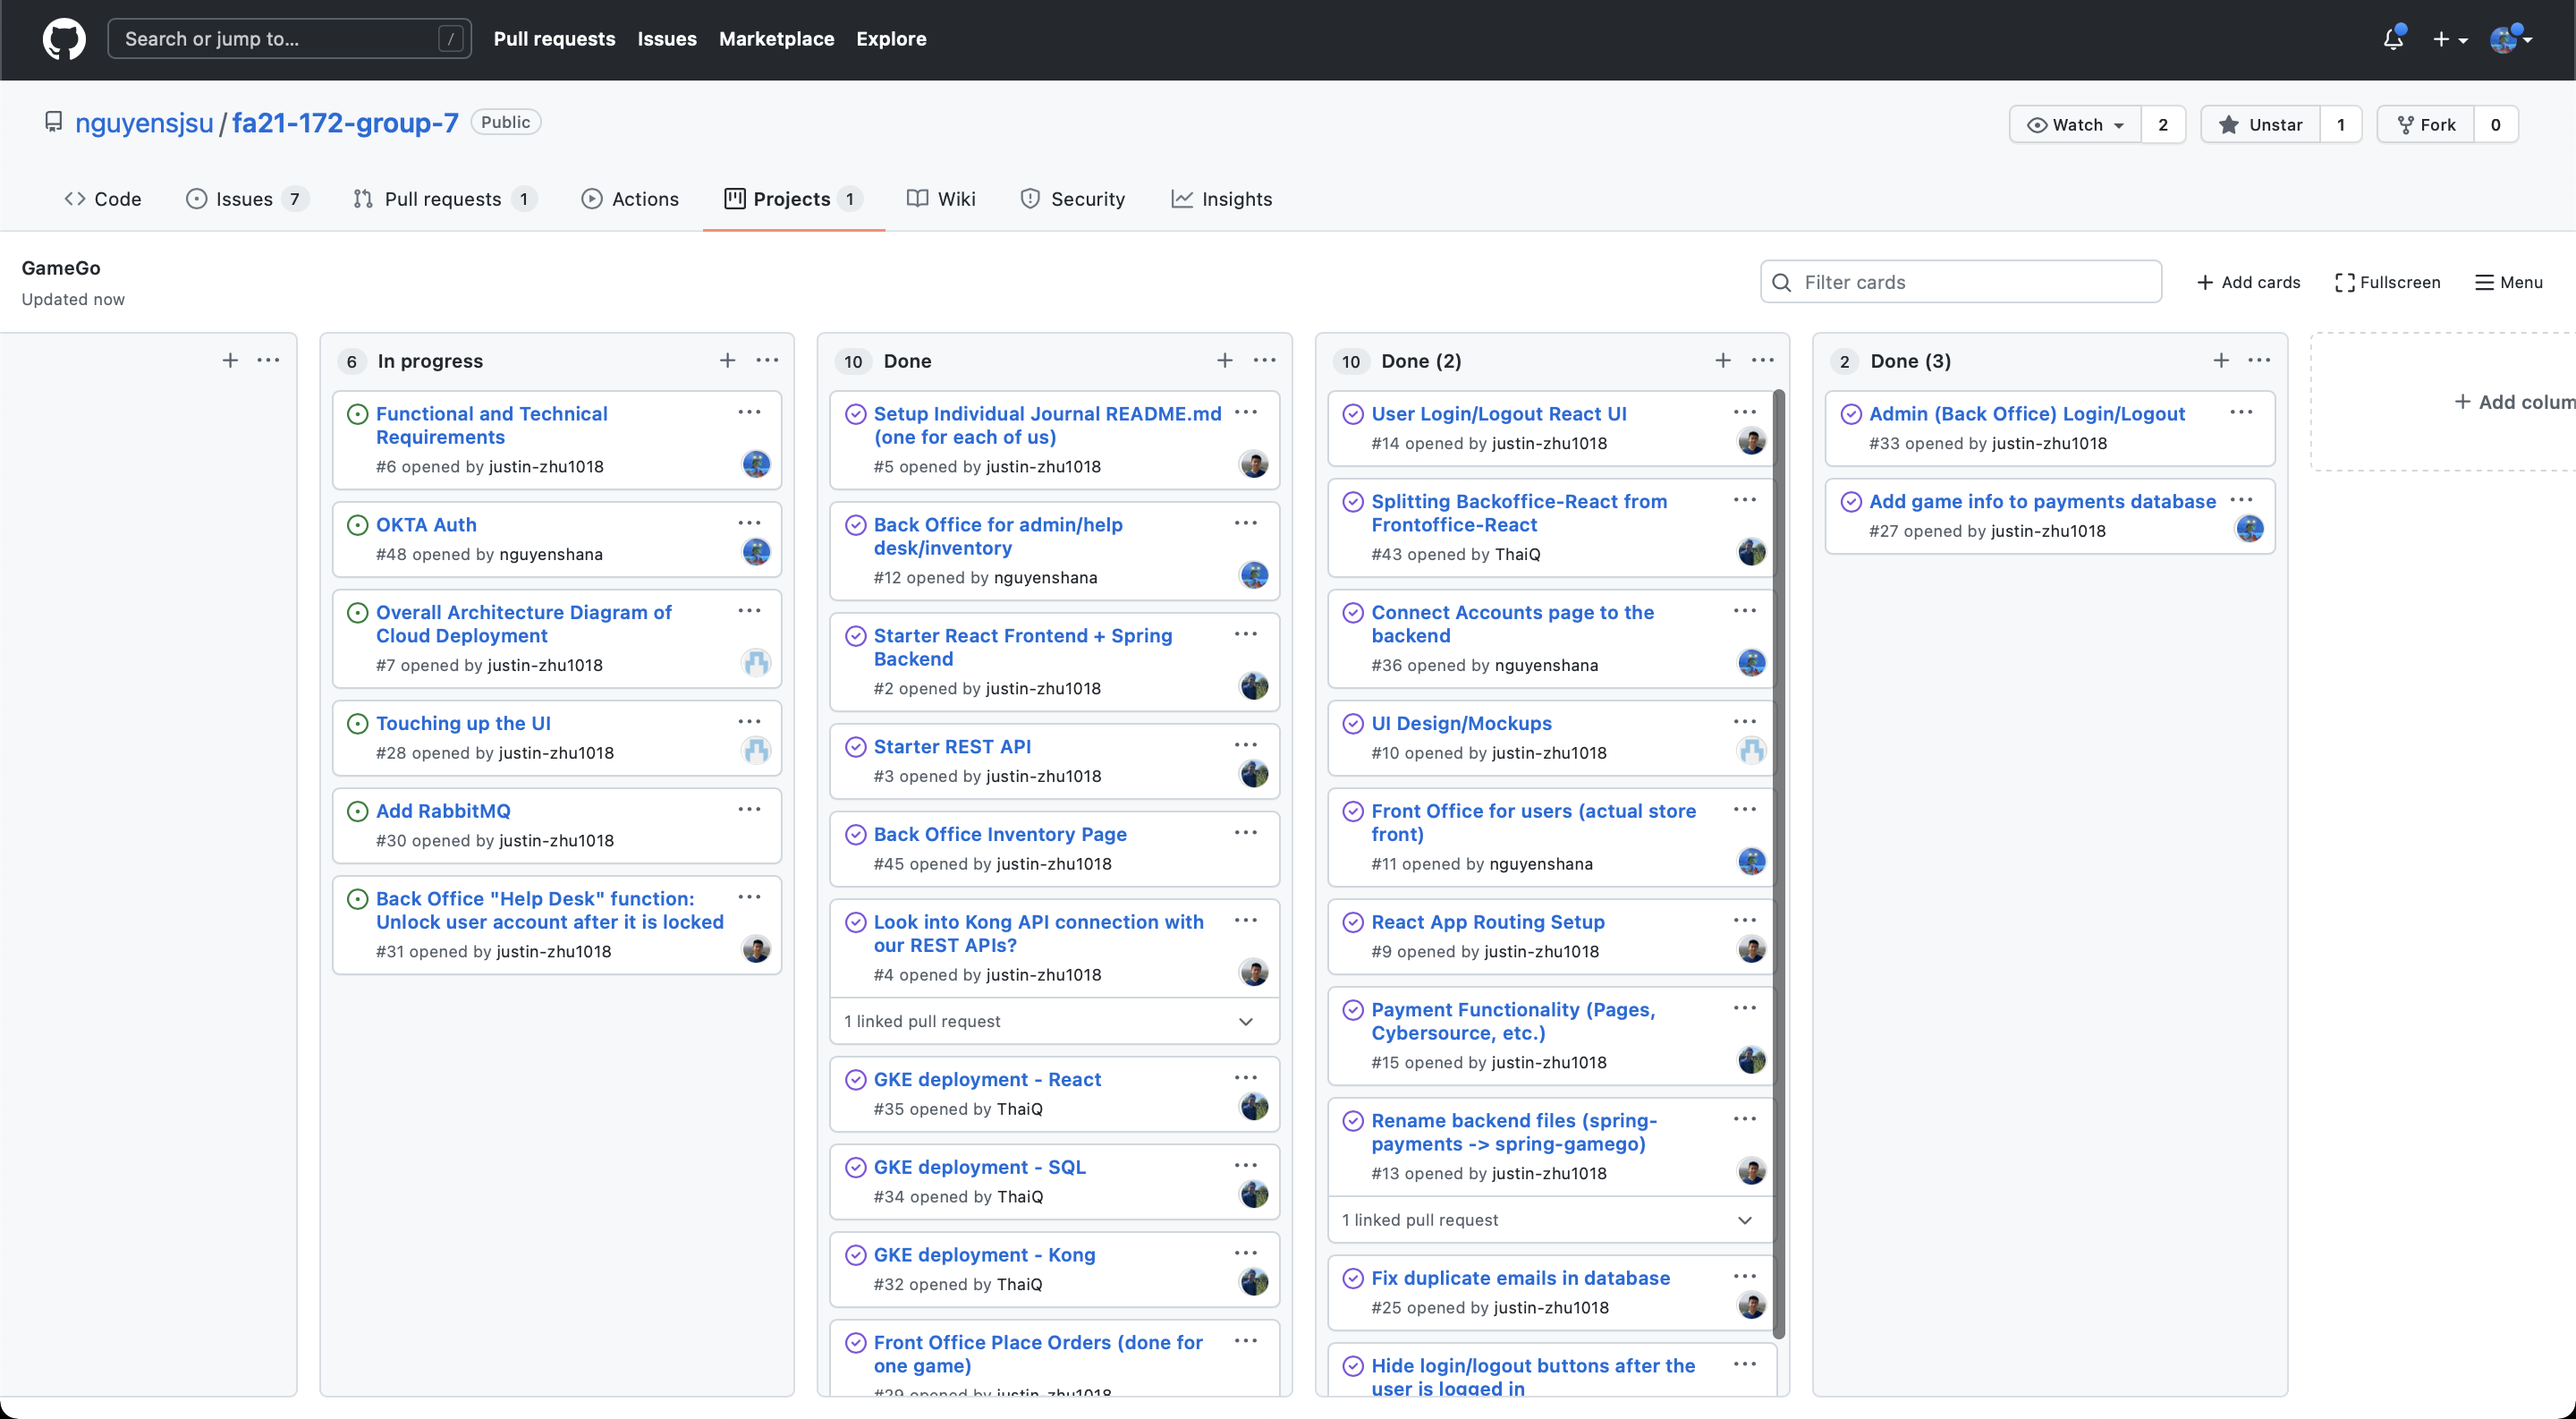 Search or jump to...
/
Pull requests
Issues
Marketplace
Explore
nguyensjsu / fa21-172-group-7
Public
Watch
2
Unstar
1
Fork
0
Code
Issues 7
Pull requests 1
Actions
Projects 1
Wiki
Security
Insights
GameGo
Updated now
Filter cards
Add cards
Fullscreen
Menu
6 In progress
Functional and Technical
Requirements
#6 opened by justin-zhu1018
OKTA Auth
#48 opened by nguyenshana
Overall Architecture Diagram of
Cloud Deployment
#7 opened by justin-zhu1018
Touching up the UI
#28 opened by justin-zhu1018
Add RabbitMQ
#30 opened by justin-zhu1018
Back Office "Help Desk" function:
Unlock user account after it is locked
#31 opened by justin-zhu1018
10 Done
Setup Individual Journal README.md
(one for each of us)
#5 opened by justin-zhu1018
Back Office for admin/help
desk/inventory
#12 opened by nguyenshana
Starter React Frontend + Spring
Backend
#2 opened by justin-zhu1018
Starter REST API
#3 opened by justin-zhu1018
Back Office Inventory Page
#45 opened by justin-zhu1018
Look into Kong API connection with
our REST APIs?
#4 opened by justin-zhu1018
1 linked pull request
GKE deployment - React
#35 opened by ThaiQ
GKE deployment - SQL
#34 opened by ThaiQ
GKE deployment - Kong
#32 opened by ThaiQ
Front Office Place Orders (done for
one game)
#29 opened by justin-zhu1018
10 Done (2)
User Login/Logout React UI
#14 opened by justin-zhu1018
Splitting Backoffice-React from
Frontoffice-React
#43 opened by ThaiQ
Connect Accounts page to the
backend
#36 opened by nguyenshana
UI Design/Mockups
#10 opened by justin-zhu1018
Front Office for users (actual store
front)
#11 opened by nguyenshana
React App Routing Setup
#9 opened by justin-zhu1018
Payment Functionality (Pages,
Cybersource, etc.)
#15 opened by justin-zhu1018
Rename backend files (spring-
payments -> spring-gamego)
#13 opened by justin-zhu1018
1 linked pull request
Fix duplicate emails in database
#25 opened by justin-zhu1018
Hide login/logout buttons after the
user is logged in
2 Done (3)
Admin (Back Office) Login/Logout
#33 opened by justin-zhu1018
Add game info to payments database
#27 opened by justin-zhu1018
Add colum